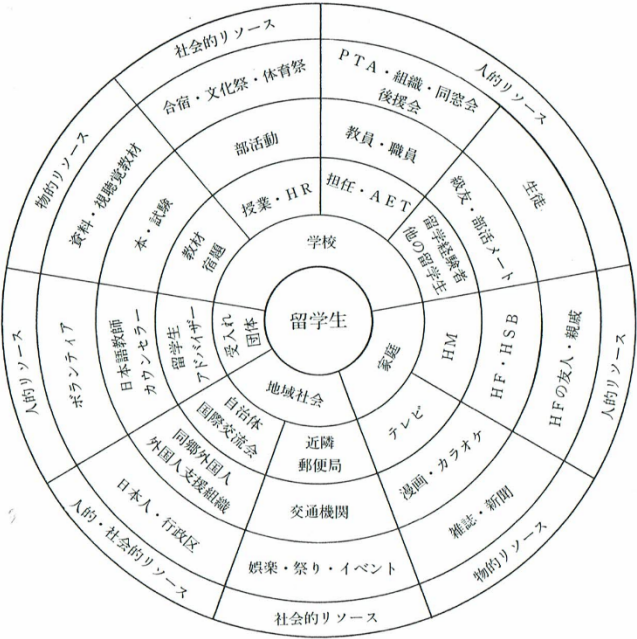 留学生
学校
家庭
地域社会
受入れ
団体
人的リソース
PTA・組織・同窓会
後援会
教員・職員
担任・AET
生徒
級友・部活メート
留学経験者
他の留学生
人的リソース
HFの友人・親戚
HF・HSB
HM
物的リソース
雑誌・新聞
漫画・カラオケ
テレビ
社会的リソース
娯楽・祭り・イベント
交通機関
近隣
郵便局
人的・社会的リソース
日本人・行政区
同郷外国人
外国人支援組織
自治体
国際交流会
人的リソース
ボランティア
日本語教師
カウンセラー
留学生
アドバイザー
物的リソース
資料・視聴覚教材
本・試験
教材
宿題
社会的リソース
合宿・文化祭・体育祭
部活動
授業・HR